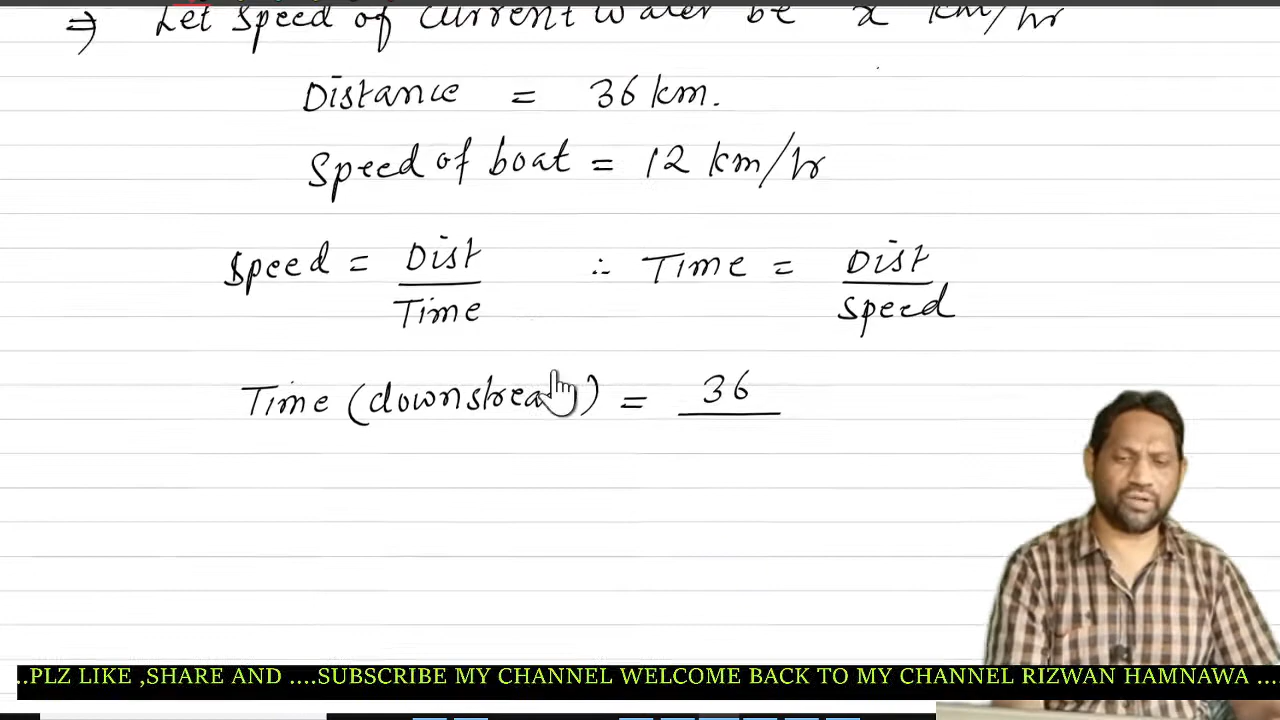 ⇒ Let speed of current water be x km/hr
Distance = 36 km.
Speed of boat = 12 km/hr
Speed = Dist / Time ∴ Time = Dist / Speed
Time (downstream) = 36
..PLZ LIKE ,SHARE AND ....SUBSCRIBE MY CHANNEL WELCOME BACK TO MY CHANNEL RIZWAN HAMNAWA ....